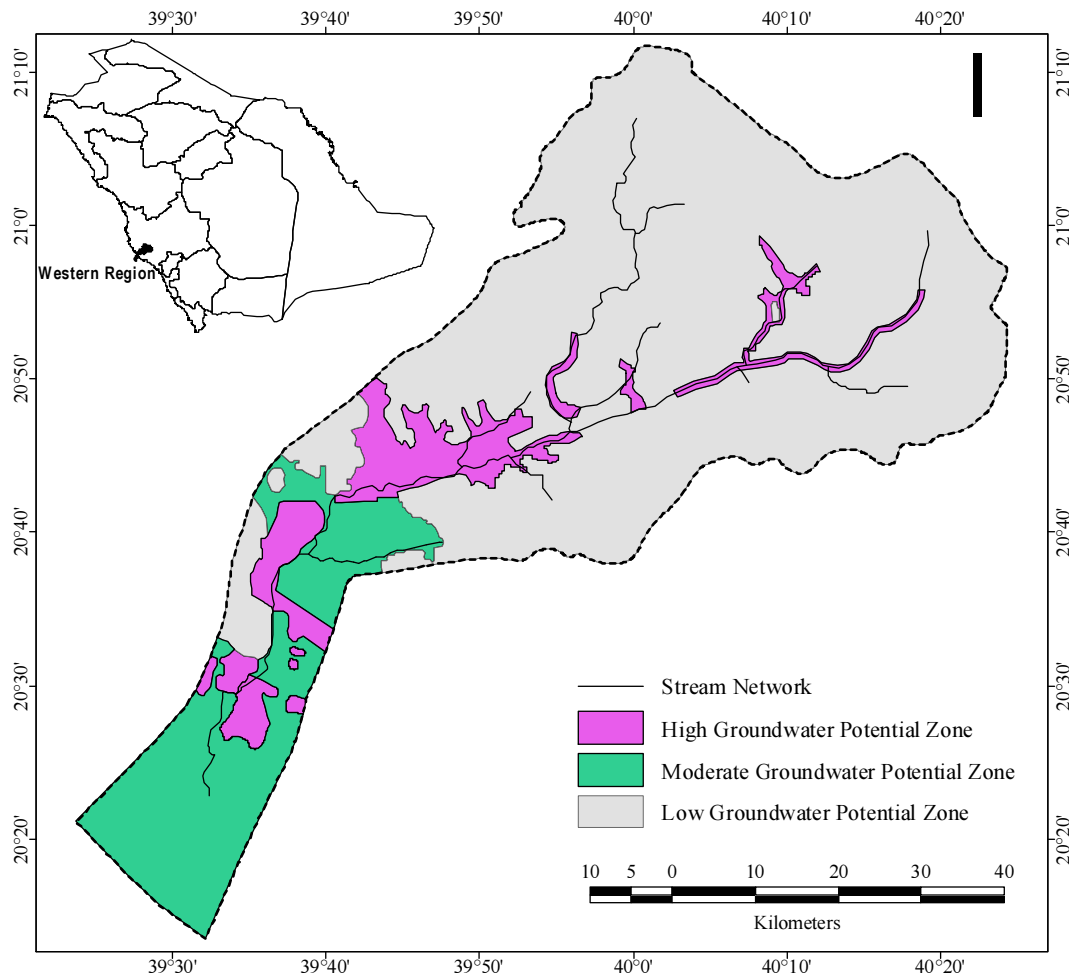 39°30' 39°40' 39°50' 40°0' 40°10' 40°20'
21°10' 21°10'
21°0' 21°0'
Western Region
20°50' 20°50'
20°40' 20°40'
20°30' 20°30'
Stream Network
High Groundwater Potential Zone
Moderate Groundwater Potential Zone
Low Groundwater Potential Zone
20°20' 20°20'
10 5 0 10 20 30 40
Kilometers
39°30' 39°40' 39°50' 40°0' 40°10' 40°20'